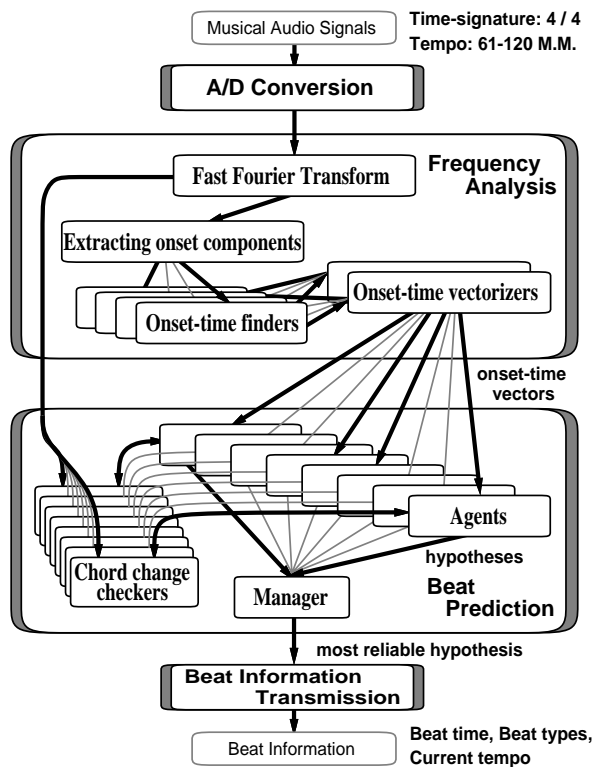 Musical Audio Signals
Time-signature: 4 / 4
Tempo: 61-120 M.M.
A/D Conversion
Fast Fourier Transform
Frequency
Analysis
Extracting onset components
Onset-time vectorizers
Onset-time finders
onset-time
vectors
Agents
hypotheses
Chord change
checkers
Manager
Beat
Prediction
most reliable hypothesis
Beat Information
Transmission
Beat Information
Beat time, Beat types,
Current tempo